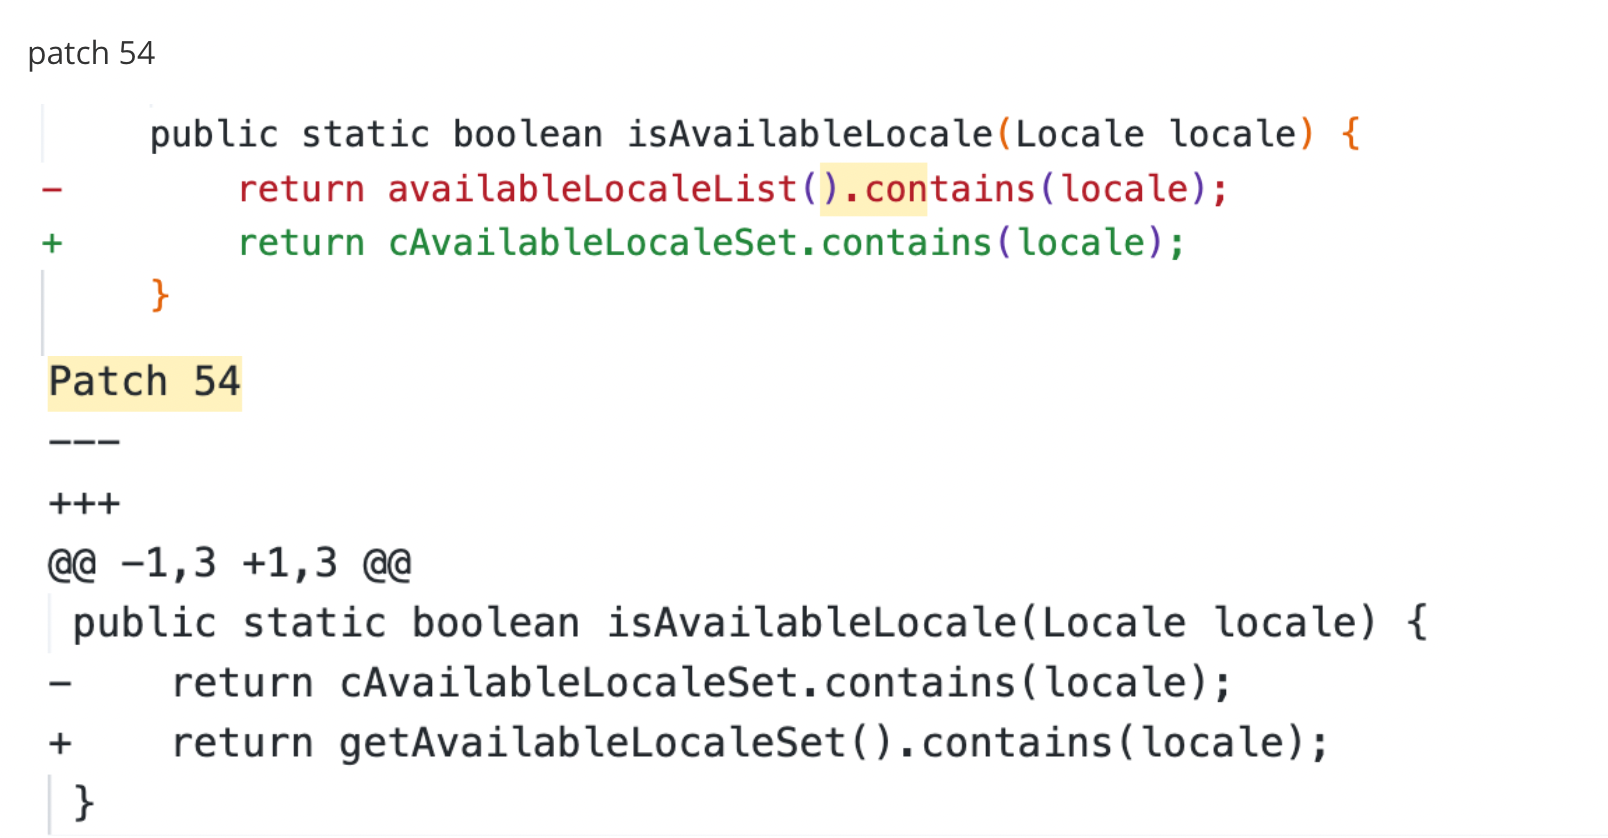 patch 54
public static boolean isAvailableLocale(Locale locale) {
-        return availableLocaleList().contains(locale);
+        return cAvailableLocaleSet.contains(locale);
}
Patch 54
---
+++
@@ -1,3 +1,3 @@
public static boolean isAvailableLocale(Locale locale) {
-    return cAvailableLocaleSet.contains(locale);
+    return getAvailableLocaleSet().contains(locale);
}